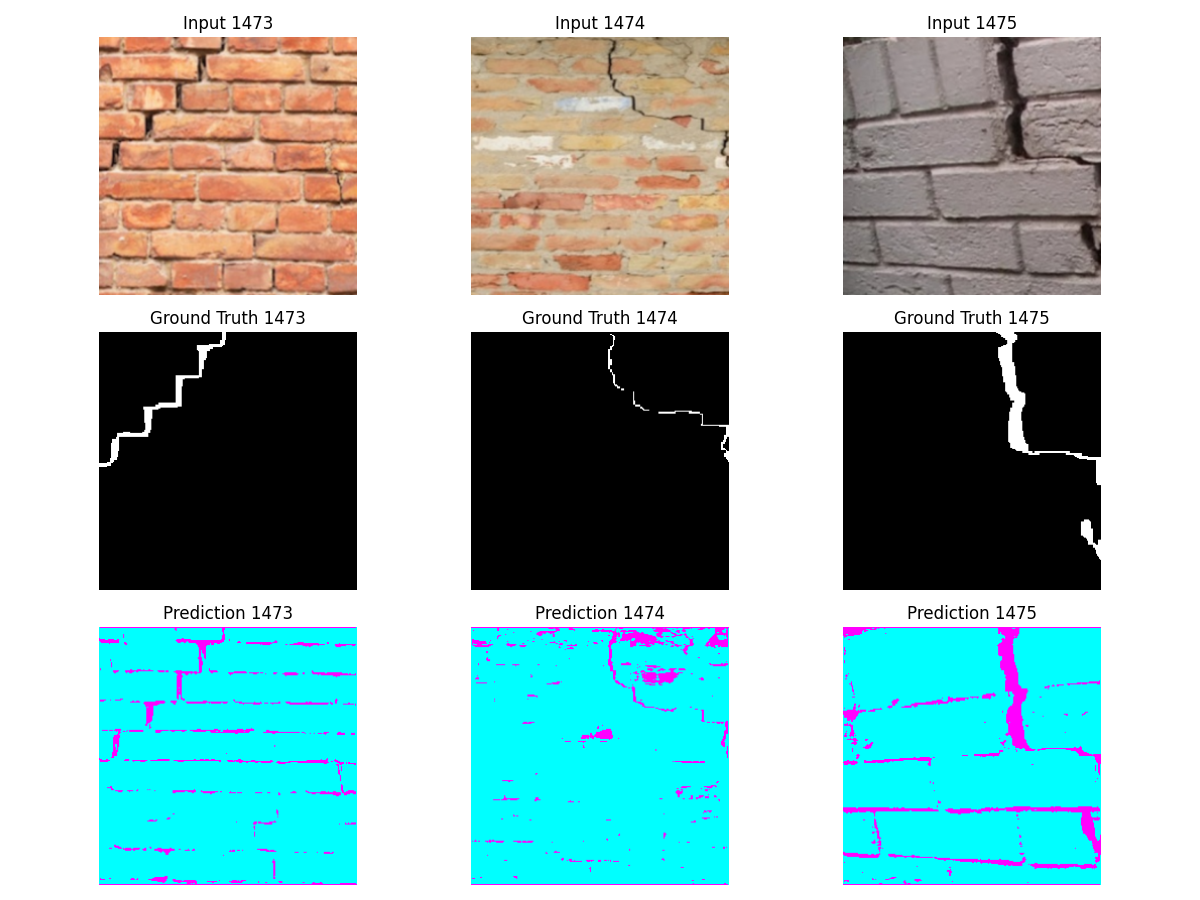 Input 1473
Input 1474
Input 1475
Ground Truth 1473
Ground Truth 1474
Ground Truth 1475
Prediction 1473
Prediction 1474
Prediction 1475